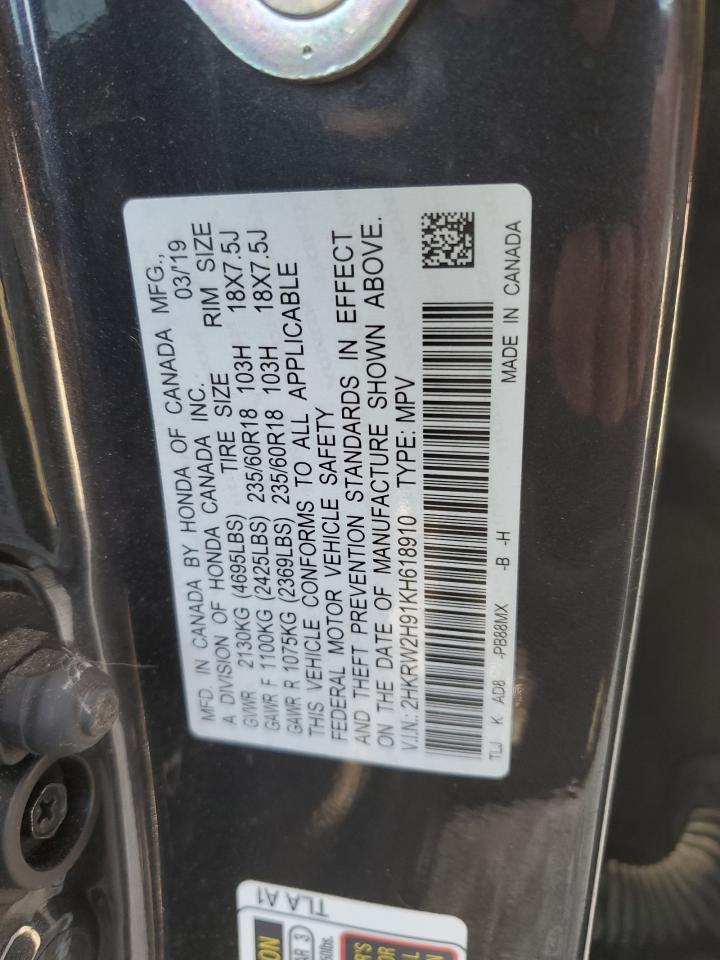 MFD. IN CANADA BY HONDA OF CANADA MFG.,
A DIVISION OF HONDA CANADA INC. 03/'19
GVWR 2130KG (4695LBS) TIRE SIZE RIM SIZE
GAWR F 1100KG (2425LBS) 235/60R18 103H 18X7.5J
GAWR R 1075KG (2369LBS) 235/60R18 103H 18X7.5J
THIS VEHICLE CONFORMS TO ALL APPLICABLE
FEDERAL MOTOR VEHICLE SAFETY
AND THEFT PREVENTION STANDARDS IN EFFECT
ON THE DATE OF MANUFACTURE SHOWN ABOVE.
V.I.N.: 2HKRW2H91KH618910 TYPE: MPV
TLJ K AD8 -PB88MX -B -H MADE IN CANADA
TLA A1